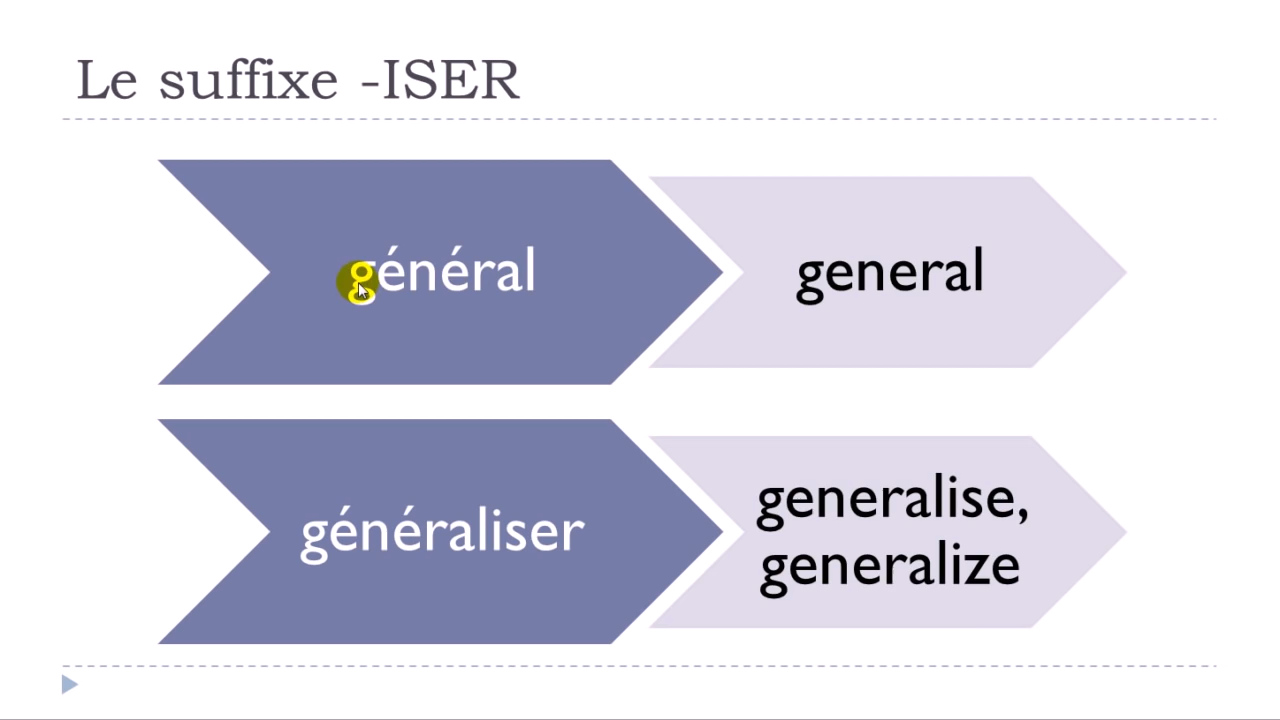 Le suffixe -ISER
général
general
généraliser
generalise,
generalize